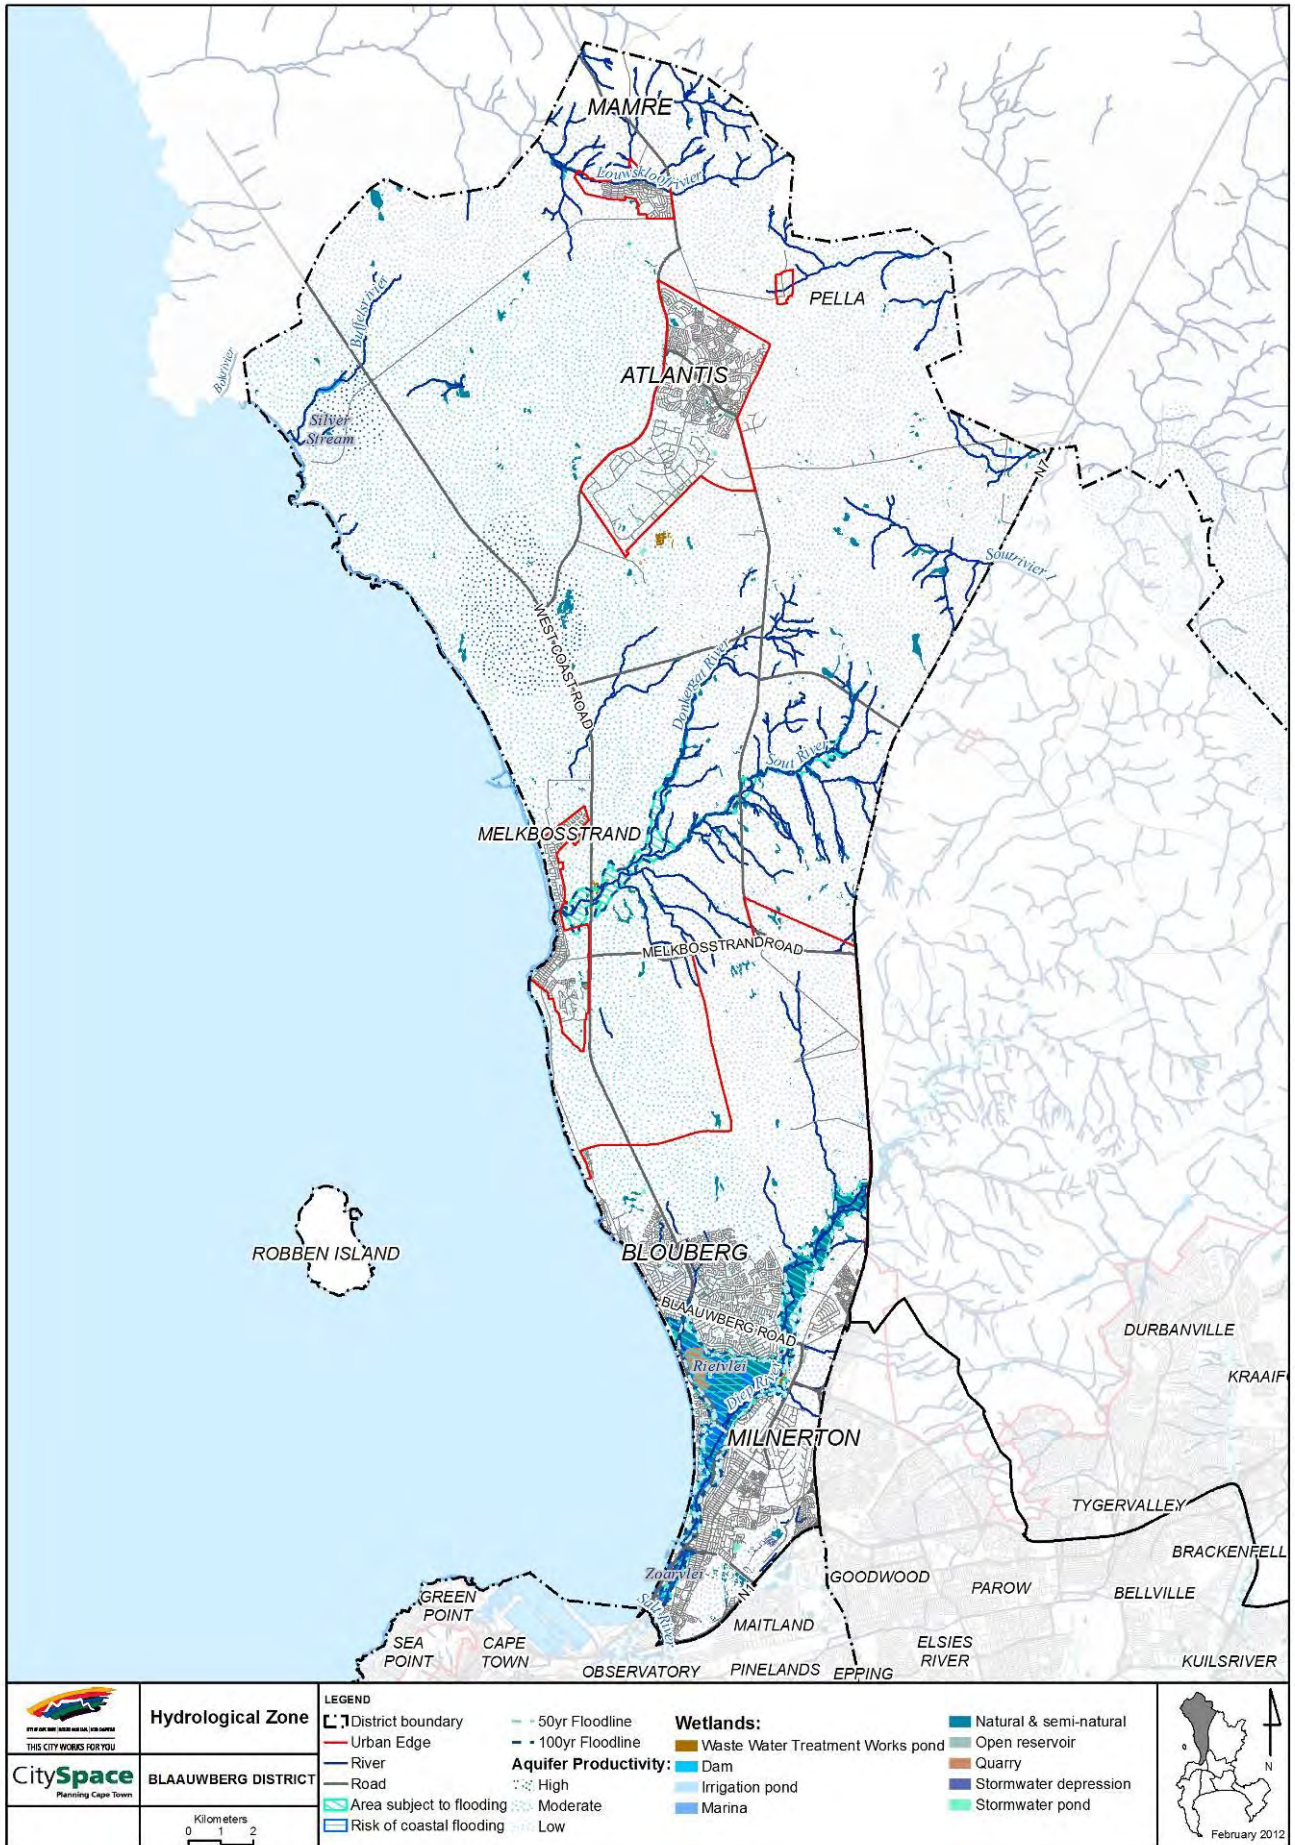 MAMRE
Louwskloofrivier
PELLA
Buffelsrivier
Bokrivier
ATLANTIS
Silver
Stream
N7
Soutrivier 1
WEST COAST ROAD
Donkergat River
Sout River
MELKBOSSTRAND
MELKBOSSTRANDROAD
ROBBEN ISLAND
BLOUBERG
BLAAUWBERG ROAD
DURBANVILLE
Rietvlei
KRAAIF
Diep River
MILNERTON
TYGERVALLEY
BRACKENFELL
Zoarvlei
GOODWOOD
PAROW
BELLVILLE
GREEN
POINT
N1
Salt River
MAITLAND
SEA
POINT
CAPE
TOWN
ELSIES
RIVER
OBSERVATORY
PINELANDS
EPPING
KUILSRIVER
THIS CITY WORKS FOR YOU
Hydrological Zone
CitySpace
Planning Cape Town
BLAAUWBERG DISTRICT
Kilometers
0 1 2
LEGEND
District boundary
Urban Edge
River
Road
Area subject to flooding
Risk of coastal flooding
50yr Floodline
100yr Floodline
Aquifer Productivity:
High
Moderate
Low
Wetlands:
Waste Water Treatment Works pond
Dam
Irrigation pond
Marina
Natural & semi-natural
Open reservoir
Quarry
Stormwater depression
Stormwater pond
N
February 2012